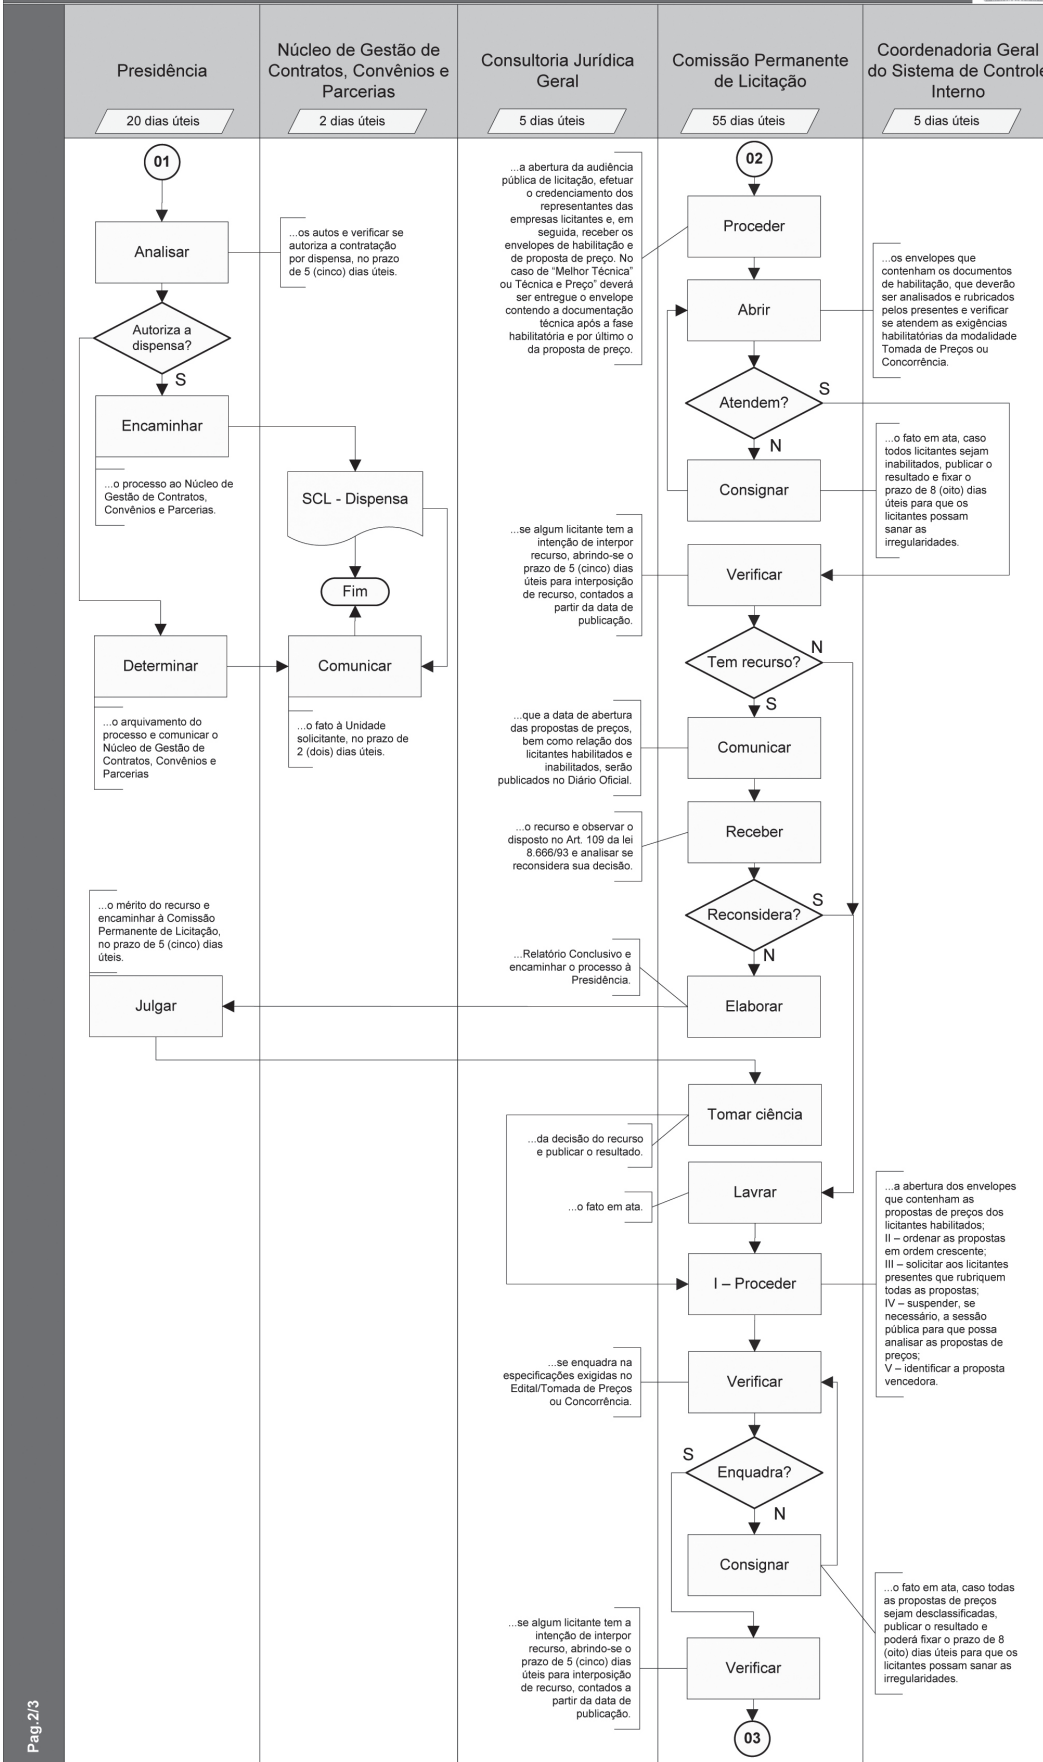 Presidência
20 dias úteis
Núcleo de Gestão de
Contratos, Convênios e
Parcerias
2 dias úteis
Consultoria Jurídica
Geral
5 dias úteis
Comissão Permanente
de Licitação
55 dias úteis
Coordenadoria Geral
do Sistema de Controle
Interno
5 dias úteis
01
Analisar
...os autos e verificar se
autoriza a contratação
por dispensa, no prazo
de 5 (cinco) dias úteis.
Autoriza a
dispensa?
S
Encaminhar
...o processo ao Núcleo de
Gestão de Contratos,
Convênios e Parcerias.
SCL - Dispensa
Fim
Determinar
...o arquivamento do
processo e comunicar o
Núcleo de Gestão de
Contratos, Convênios e
Parcerias
Comunicar
...o fato à Unidade
solicitante, no prazo de
2 (dois) dias úteis.
02
...a abertura da audiência
pública de licitação, efetuar
o credenciamento dos
representantes das
empresas licitantes e, em
seguida, receber os
envelopes de habilitação e
de proposta de preço. No
caso de “Melhor Técnica”
ou Técnica e Preço” deverá
ser entregue o envelope
contendo a documentação
técnica após a fase
habilitatória e por último o
da proposta de preço.
Proceder
Abrir
...os envelopes que
contenham os documentos
de habilitação, que deverão
ser analisados e rubricados
pelos presentes e verificar
se atendem as exigências
habilitatórias da modalidade
Tomada de Preços ou
Concorrência.
Atendem?
S
N
Consignar
...o fato em ata, caso
todos licitantes sejam
inabilitados, publicar o
resultado e fixar o
prazo de 8 (oito) dias
úteis para que os
licitantes possam
sanar as
irregularidades.
...se algum licitante tem a
intenção de interpor
recurso, abrindo-se o
prazo de 5 (cinco) dias
úteis para interposição
de recurso, contados a
partir da data de
publicação.
Verificar
Tem recurso?
N
S
...que a data de abertura
das propostas de preços,
bem como relação dos
licitantes habilitados e
inabilitados, serão
publicados no Diário Oficial.
Comunicar
...o recurso e observar o
disposto no Art. 109 da lei
8.666/93 e analisar se
reconsidera sua decisão.
Receber
Reconsidera?
S
N
...o mérito do recurso e
encaminhar à Comissão
Permanente de Licitação,
no prazo de 5 (cinco) dias
úteis.
Julgar
...Relatório Conclusivo e
encaminhar o processo à
Presidência.
Elaborar
Tomar ciência
...da decisão do recurso
e publicar o resultado.
Lavrar
...o fato em ata.
I – Proceder
...a abertura dos envelopes
que contenham as
propostas de preços dos
licitantes habilitados;
II – ordenar as propostas
em ordem crescente;
III – solicitar aos licitantes
presentes que rubriquem
todas as propostas;
IV – suspender, se
necessário, a sessão
pública para que possa
analisar as propostas de
preços;
V – identificar a proposta
vencedora.
...se enquadra na
especificações exigidas no
Edital/Tomada de Preços
ou Concorrência.
Verificar
S
Enquadra?
N
Consignar
...o fato em ata, caso todas
as propostas de preços
sejam desclassificadas,
publicar o resultado e
poderá fixar o prazo de 8
(oito) dias úteis para que os
licitantes possam sanar as
irregularidades.
...se algum licitante tem a
intenção de interpor
recurso, abrindo-se o
prazo de 5 (cinco) dias
úteis para interposição
de recurso, contados a
partir da data de
publicação.
Verificar
03
Pag.2/3